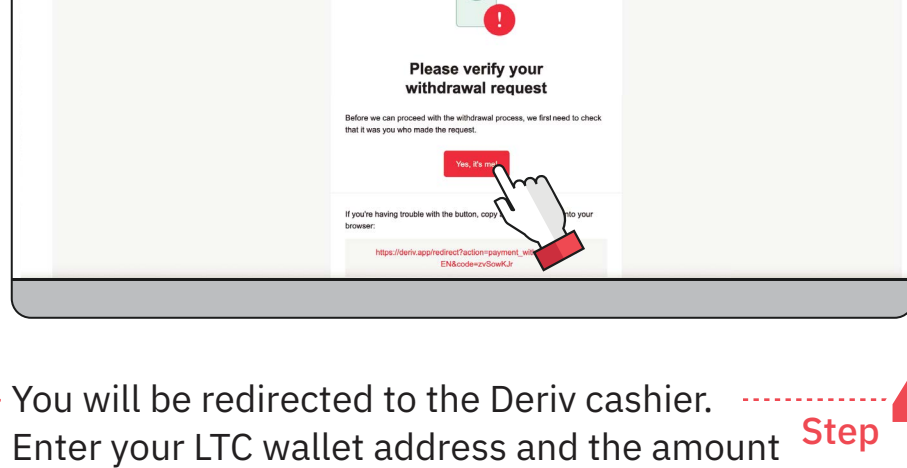 !
Please verify your
withdrawal request
Before we can proceed with the withdrawal process, we first need to check
that it was you who made the request.
Yes, it's me!
If you're having trouble with the button, copy
nto your
browser:
https://deriv.app/redirect?action=payment_wit
EN&code=zvSowKJr
You will be redirected to the Deriv cashier.
Enter your LTC wallet address and the amount
Step